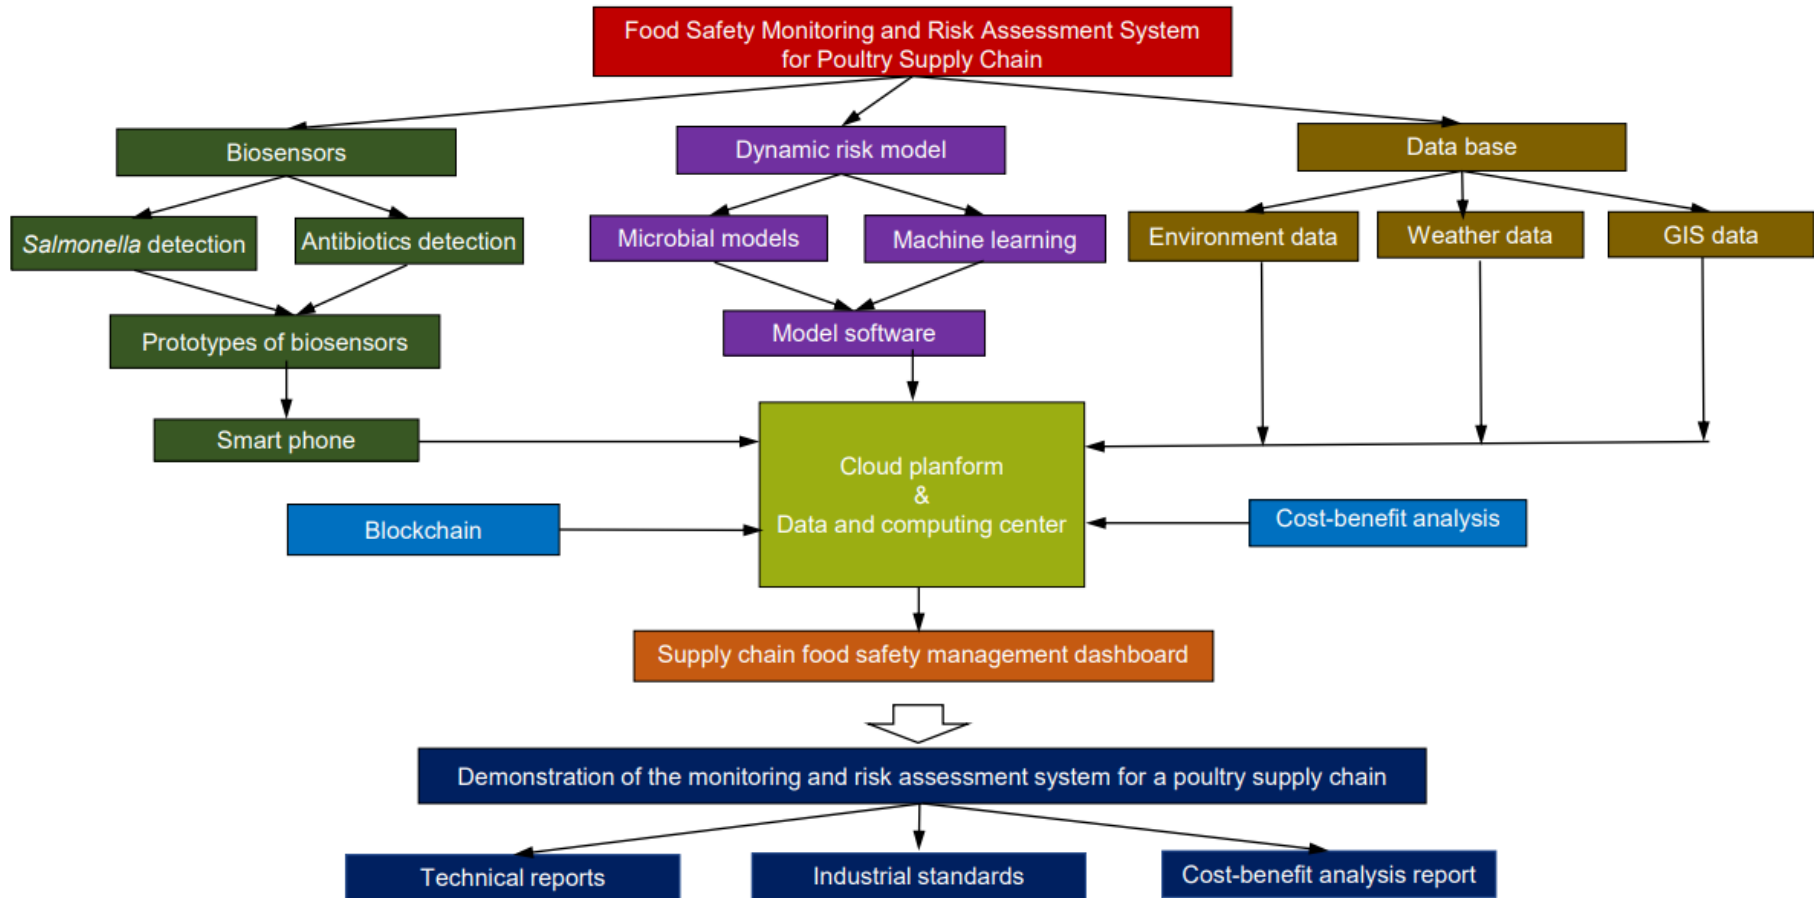 Food Safety Monitoring and Risk Assessment System
for Poultry Supply Chain
Biosensors
Dynamic risk model
Data base
Salmonella detection
Antibiotics detection
Microbial models
Machine learning
Environment data
Weather data
GIS data
Prototypes of biosensors
Model software
Smart phone
Cloud planform
&
Data and computing center
Blockchain
Cost-benefit analysis
Supply chain food safety management dashboard
Demonstration of the monitoring and risk assessment system for a poultry supply chain
Technical reports
Industrial standards
Cost-benefit analysis report